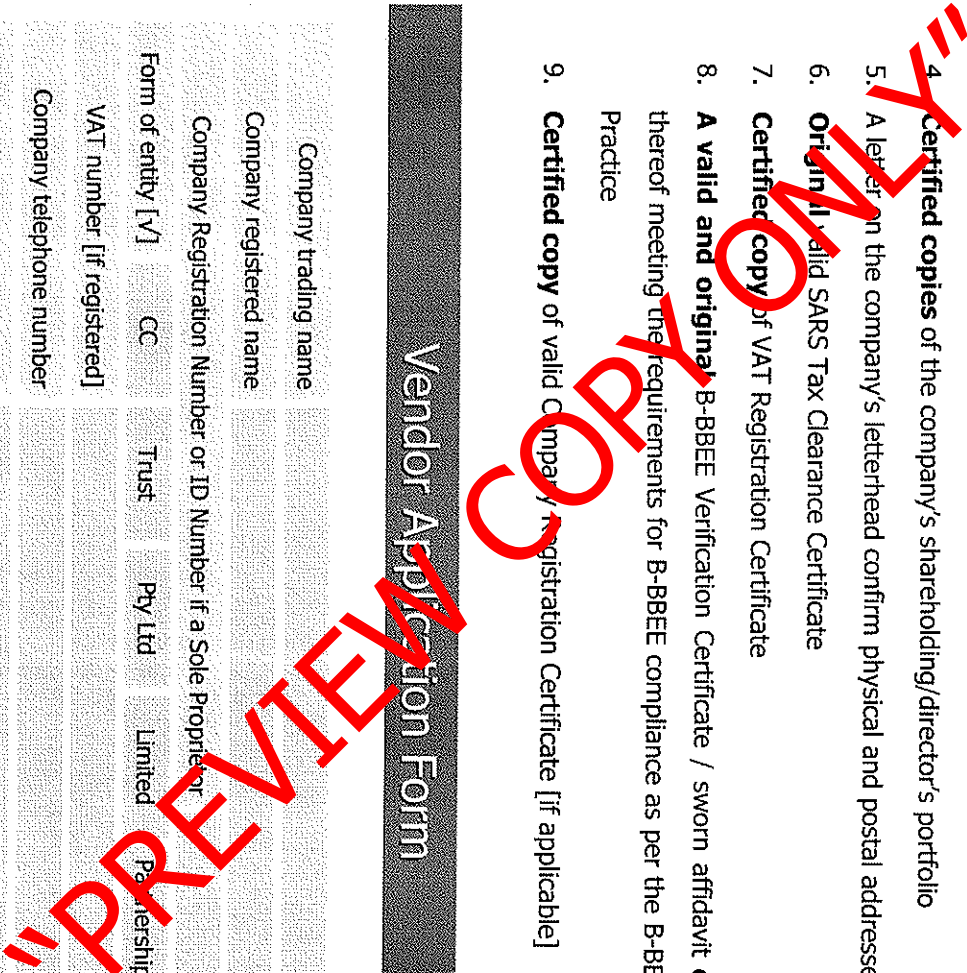 4. Certified copies of the company's shareholding/director's portfolio
5. A letter on the company's letterhead confirm physical and postal addresse
6. Original valid SARS Tax Clearance Certificate
7. Certified copy of VAT Registration Certificate
8. A valid and original B-BBEE Verification Certificate / sworn affidavit
thereof meeting the requirements for B-BBEE compliance as per the B-BE
Practice
9. Certified copy of valid Company Registration Certificate [if applicable]
Vendor Application Form
Company trading name
Company registered name
Company Registration Number or ID Number if a Sole Proprietor
Form of entity [√] CC Trust Pty Ltd Limited Partnership
VAT number [if registered]
Company telephone number
"PREVIEW COPY ONLY"